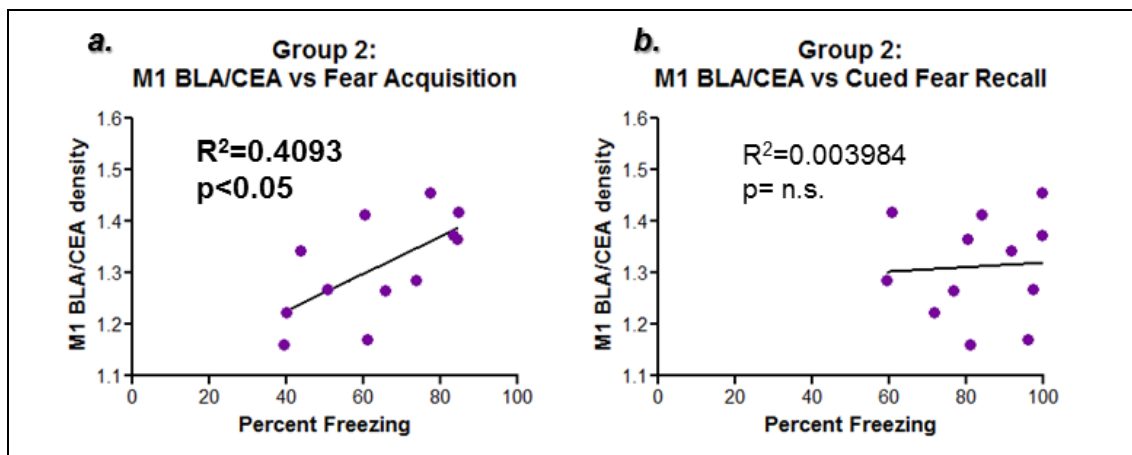 a.
Group 2:
M1 BLA/CEA vs Fear Acquisition
M1 BLA/CEA density
1.6
1.5
1.4
1.3
1.2
1.1
R²=0.4093
p<0.05
0 20 40 60 80 100
Percent Freezing
b.
Group 2:
M1 BLA/CEA vs Cued Fear Recall
M1 BLA/CEA density
1.6
1.5
1.4
1.3
1.2
1.1
R²=0.003984
p= n.s.
0 20 40 60 80 100
Percent Freezing